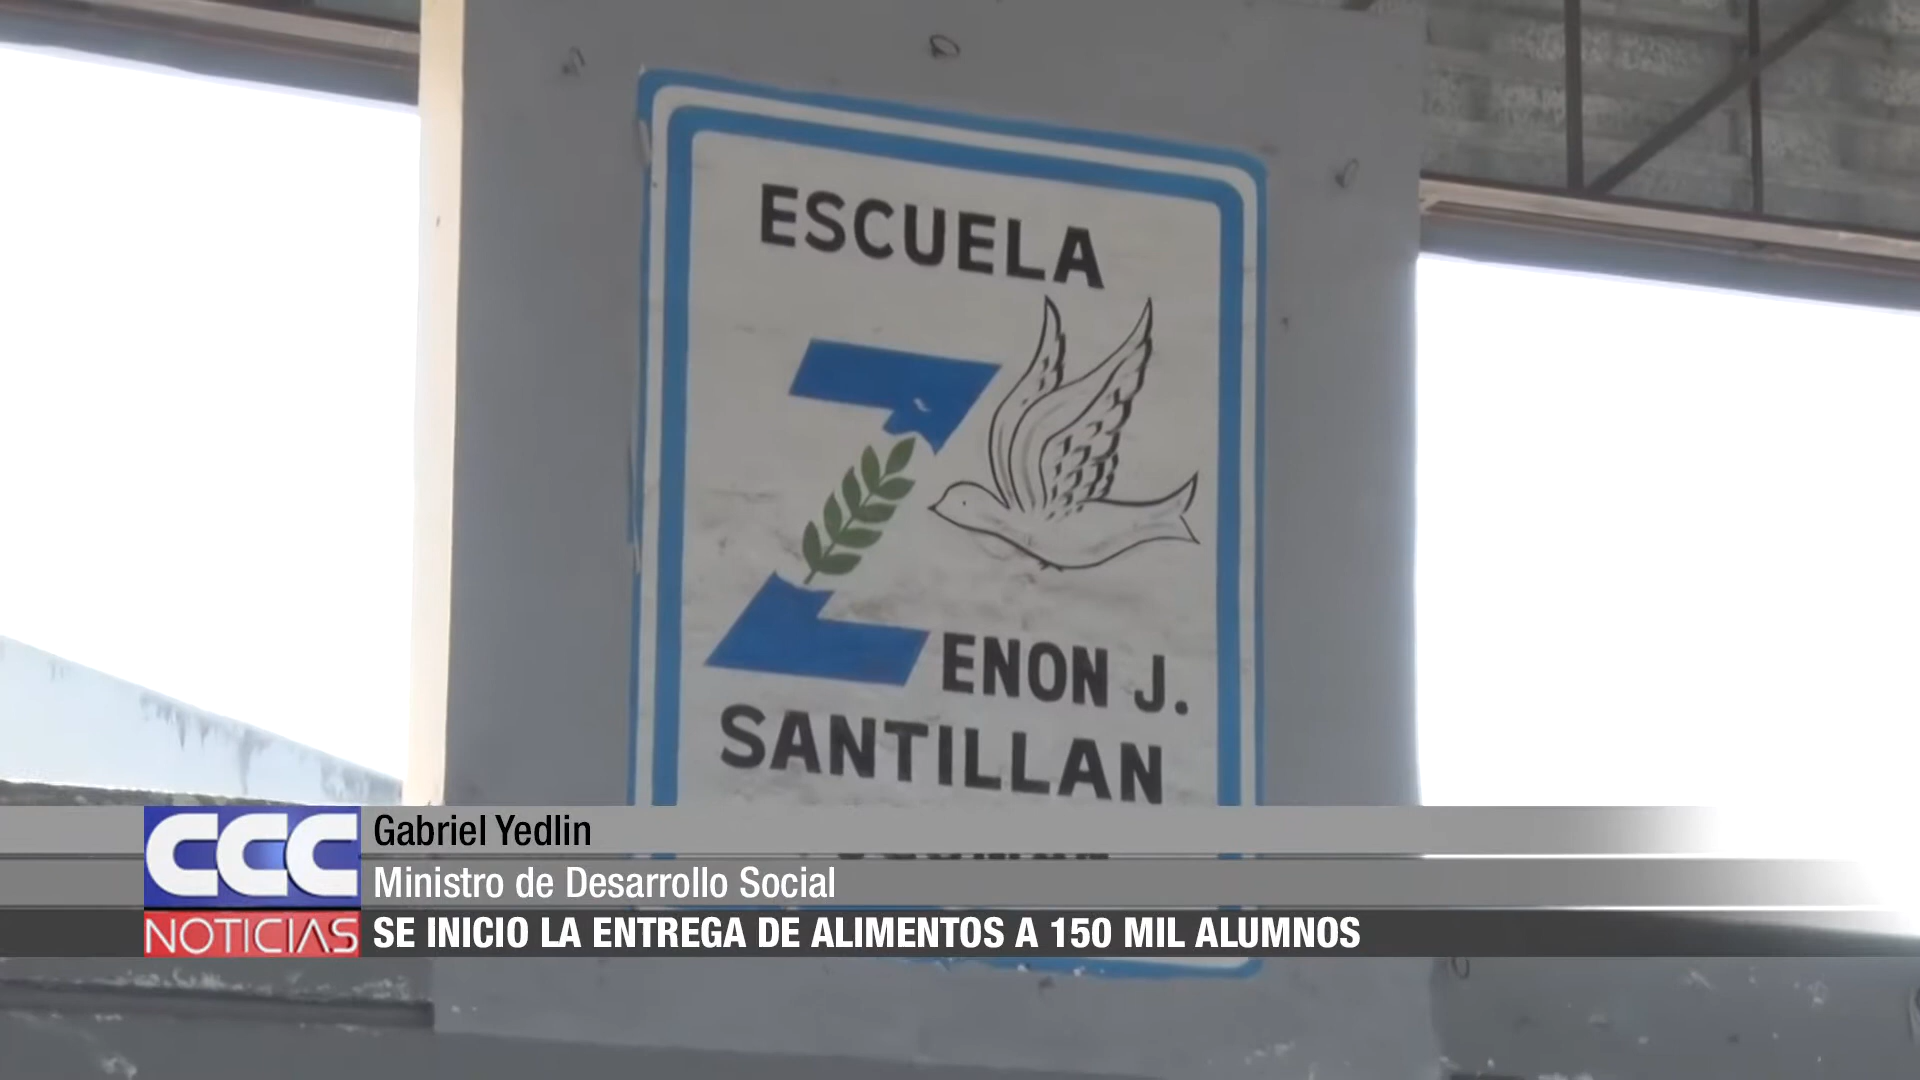 ESCUELA
ZENON J.
SANTILLAN
CCC
NOTICIAS
Gabriel Yedlin
Ministro de Desarrollo Social
SE INICIO LA ENTREGA DE ALIMENTOS A 150 MIL ALUMNOS